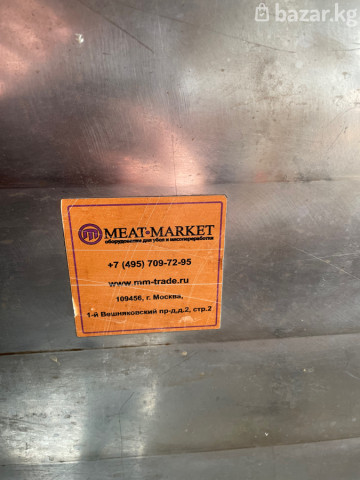 bazar.kg
MEAT-MARKET
оборудование для убоя и мясопереработки
+7 (495) 709-72-95
www.mm-trade.ru
109456, г. Москва,
1-й Вешняковский пр-д,д.2, стр.2